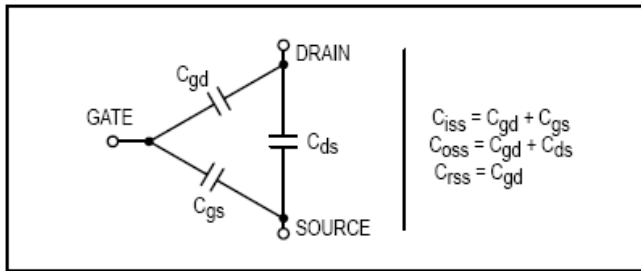 DRAIN
Cgd
GATE
Cds
Cgs
SOURCE
Ciss = Cgd + Cgs
Coss = Cgd + Cds
Crss = Cgd